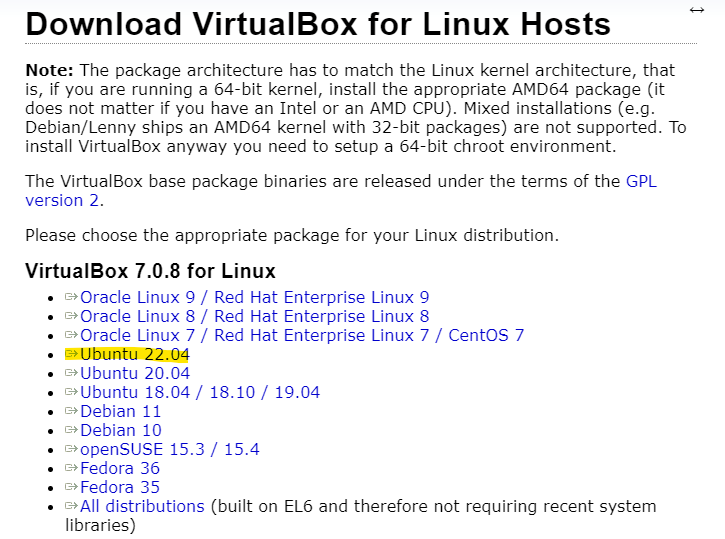 Download VirtualBox for Linux Hosts
Note: The package architecture has to match the Linux kernel architecture, that
is, if you are running a 64-bit kernel, install the appropriate AMD64 package (it
does not matter if you have an Intel or an AMD CPU). Mixed installations (e.g.
Debian/Lenny ships an AMD64 kernel with 32-bit packages) are not supported. To
install VirtualBox anyway you need to setup a 64-bit chroot environment.
The VirtualBox base package binaries are released under the terms of the GPL
version 2.
Please choose the appropriate package for your Linux distribution.
VirtualBox 7.0.8 for Linux
Oracle Linux 9 / Red Hat Enterprise Linux 9
Oracle Linux 8 / Red Hat Enterprise Linux 8
Oracle Linux 7 / Red Hat Enterprise Linux 7 / CentOS 7
Ubuntu 22.04
Ubuntu 20.04
Ubuntu 18.04 / 18.10 / 19.04
Debian 11
Debian 10
openSUSE 15.3 / 15.4
Fedora 36
Fedora 35
All distributions (built on EL6 and therefore not requiring recent system
libraries)